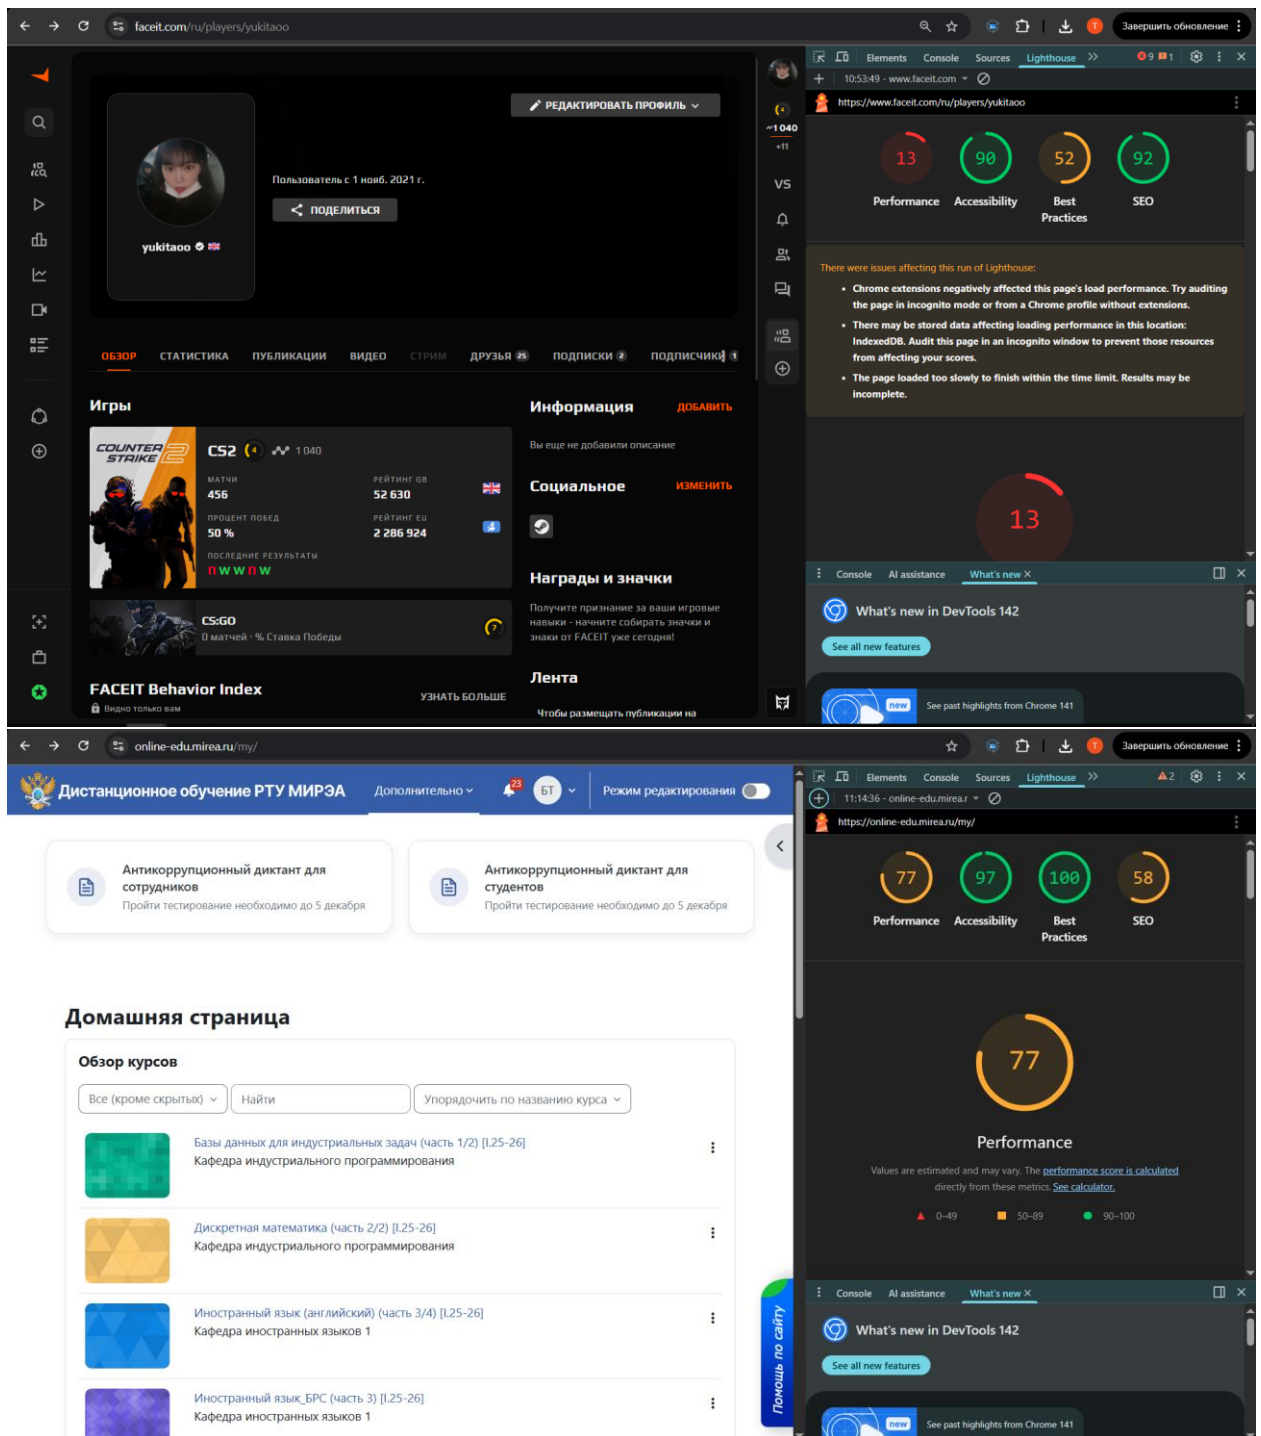 faceit.com/ru/players/yukitaoo
Завершить обновление
Elements Console Sources Lighthouse
9 1
10:53:49 - www.faceit.com
https://www.faceit.com/ru/players/yukitaoo
РЕДАКТИРОВАТЬ ПРОФИЛЬ
Пользователь с 1 нояб. 2021 г.
ПОДЕЛИТЬСЯ
yukitaoo
4
~1 040
+11
VS
13 90 52 92
Performance Accessibility Best Practices SEO
There were issues affecting this run of Lighthouse:
Chrome extensions negatively affected this page's load performance. Try auditing
the page in incognito mode or from a Chrome profile without extensions.
There may be stored data affecting loading performance in this location:
IndexedDB. Audit this page in an incognito window to prevent those resources
from affecting your scores.
The page loaded too slowly to finish within the time limit. Results may be
incomplete.
13
ОБЗОР СТАТИСТИКА ПУБЛИКАЦИИ ВИДЕО СТРИМ ДРУЗЬЯ 25 ПОДПИСКИ 2 ПОДПИСЧИКИ 1
Игры
COUNTER STRIKE 2
CS2 4 1 040
МАТЧИ
456
РЕЙТИНГ GB
52 630
ПРОЦЕНТ ПОБЕД
50 %
РЕЙТИНГ EU
2 286 924
ПОСЛЕДНИЕ РЕЗУЛЬТАТЫ
П W W П W
CS:GO
0 матчей · % Ставка Победы
7
FACEIT Behavior Index
УЗНАТЬ БОЛЬШЕ
Видно только вам
Информация
ДОБАВИТЬ
Вы еще не добавили описание
Социальное
ИЗМЕНИТЬ
Награды и значки
Получите признание за ваши игровые
навыки - начните собирать значки и
знаки от FACEIT уже сегодня!
Лента
Чтобы размещать публикации на
Console AI assistance What's new
What's new in DevTools 142
See all new features
new
See past highlights from Chrome 141
online-edu.mirea.ru/my/
Завершить обновление
Дистанционное обучение РТУ МИРЭА
Дополнительно
23
БТ
Режим редактирования
Elements Console Sources Lighthouse
2
11:14:36 - online-edu.mirea.r
https://online-edu.mirea.ru/my/
Антикоррупционный диктант для
сотрудников
Пройти тестирование необходимо до 5 декабря
Антикоррупционный диктант для
студентов
Пройти тестирование необходимо до 5 декабря
77 97 100 58
Performance Accessibility Best Practices SEO
77
Performance
Values are estimated and may vary. The performance score is calculated
directly from these metrics. See calculator.
0–49 50–89 90–100
Домашняя страница
Обзор курсов
Все (кроме скрытых)
Найти
Упорядочить по названию курса
Базы данных для индустриальных задач (часть 1/2) [I.25-26]
Кафедра индустриального программирования
Дискретная математика (часть 2/2) [I.25-26]
Кафедра индустриального программирования
Иностранный язык (английский) (часть 3/4) [I.25-26]
Кафедра иностранных языков 1
Иностранный язык_БРС (часть 3) [I.25-26]
Кафедра иностранных языков 1
Помощь по сайту
Console AI assistance What's new
What's new in DevTools 142
See all new features
new
See past highlights from Chrome 141